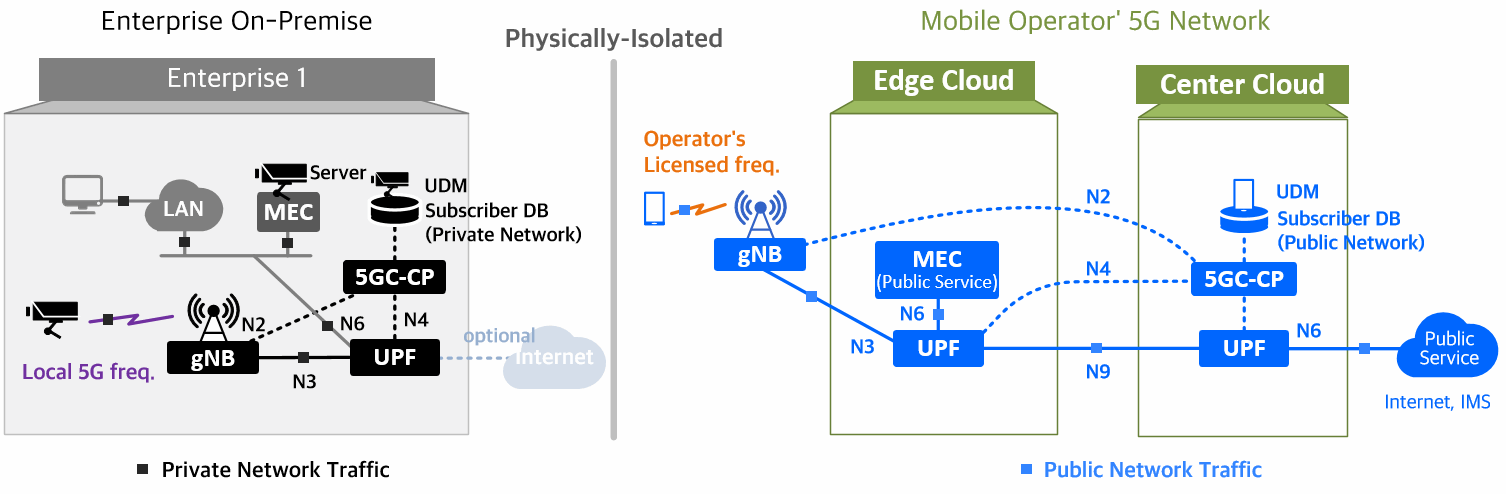 Enterprise On-Premise
Physically-Isolated
Mobile Operator' 5G Network
Enterprise 1
Edge Cloud
Center Cloud
Server
LAN
MEC
UDM
Subscriber DB
(Private Network)
5GC-CP
N2
N6
N4
gNB
UPF
N3
Local 5G freq.
optional
Internet
Operator's
Licensed freq.
gNB
N2
MEC
(Public Service)
N4
N6
N3
UPF
N9
UDM
Subscriber DB
(Public Network)
5GC-CP
UPF
N6
Public
Service
Internet, IMS
Private Network Traffic
Public Network Traffic